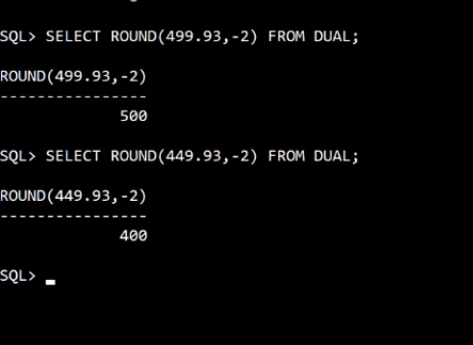 SQL> SELECT ROUND(499.93,-2) FROM DUAL;
ROUND(499.93,-2)
----------------
500
SQL> SELECT ROUND(449.93,-2) FROM DUAL;
ROUND(449.93,-2)
----------------
400
SQL> _